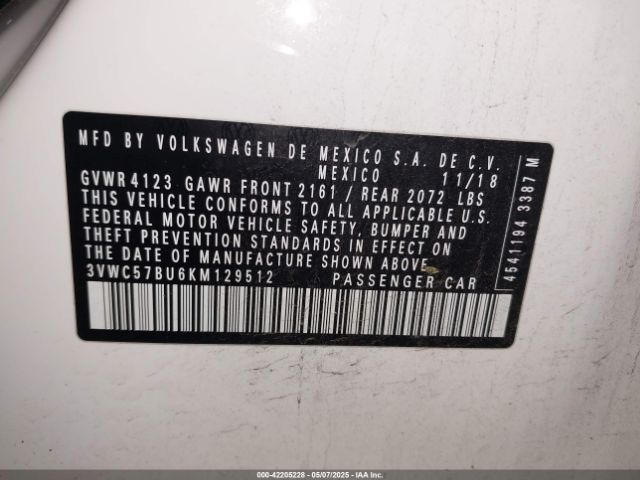 MFD BY VOLKSWAGEN DE MEXICO S.A. DE C.V.
MEXICO 11/18
GVWR 4123 GAWR FRONT 2161 / REAR 2072 LBS
THIS VEHICLE CONFORMS TO ALL APPLICABLE U.S.
FEDERAL MOTOR VEHICLE SAFETY, BUMPER AND
THEFT PREVENTION STANDARDS IN EFFECT ON
THE DATE OF MANUFACTURE SHOWN ABOVE.
3VWC57BU6KM129512 PASSENGER CAR
4541194 3387 M
000-42205228 - 05/07/2025 - IAA Inc.